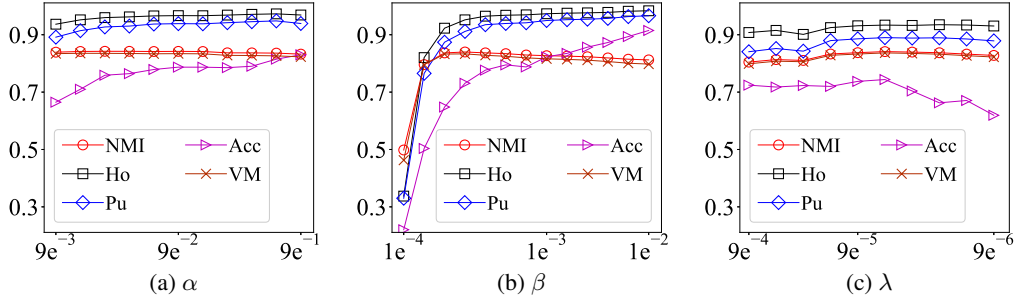 0.9
0.7
0.5
0.3
NMI
Acc
Ho
VM
Pu
9e⁻³
9e⁻²
9e⁻¹
(a) α
0.9
0.7
0.5
0.3
NMI
Acc
Ho
VM
Pu
1e⁻⁴
1e⁻³
1e⁻²
(b) β
0.9
0.7
0.5
0.3
NMI
Acc
Ho
VM
Pu
9e⁻⁴
9e⁻⁵
9e⁻⁶
(c) λ